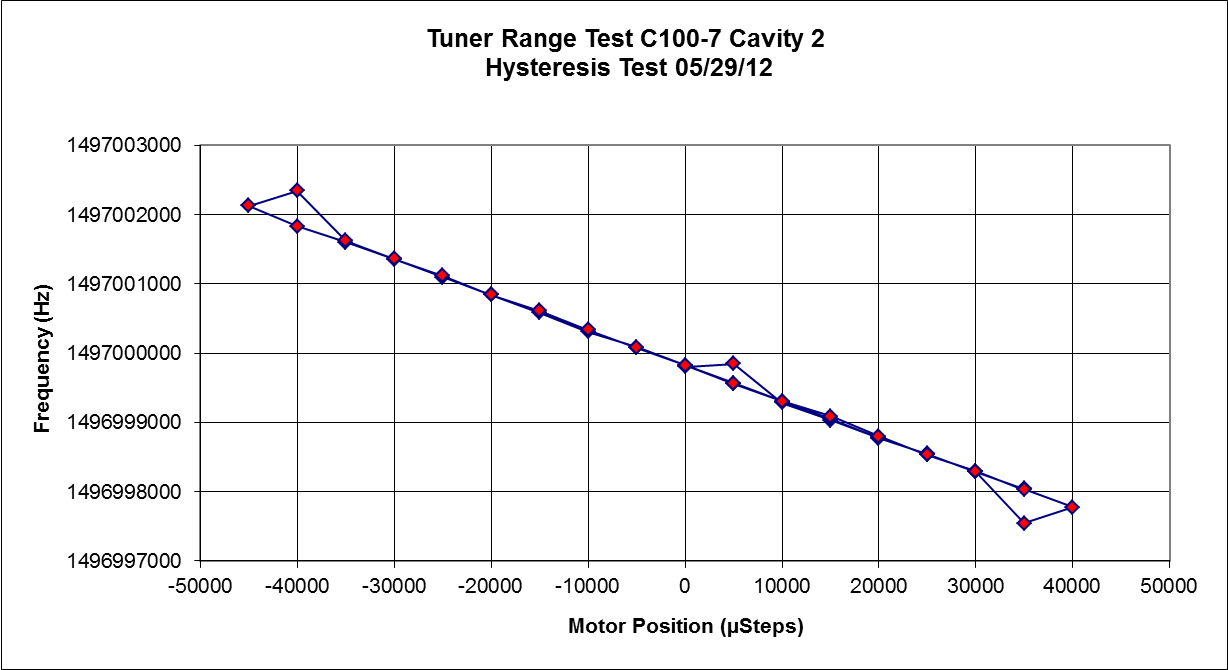 Tuner Range Test C100-7 Cavity 2
Hysteresis Test 05/29/12
1497003000
1497002000
1497001000
1497000000
1496999000
1496998000
1496997000
Frequency (Hz)
-50000 -40000 -30000 -20000 -10000 0 10000 20000 30000 40000 50000
Motor Position (µSteps)